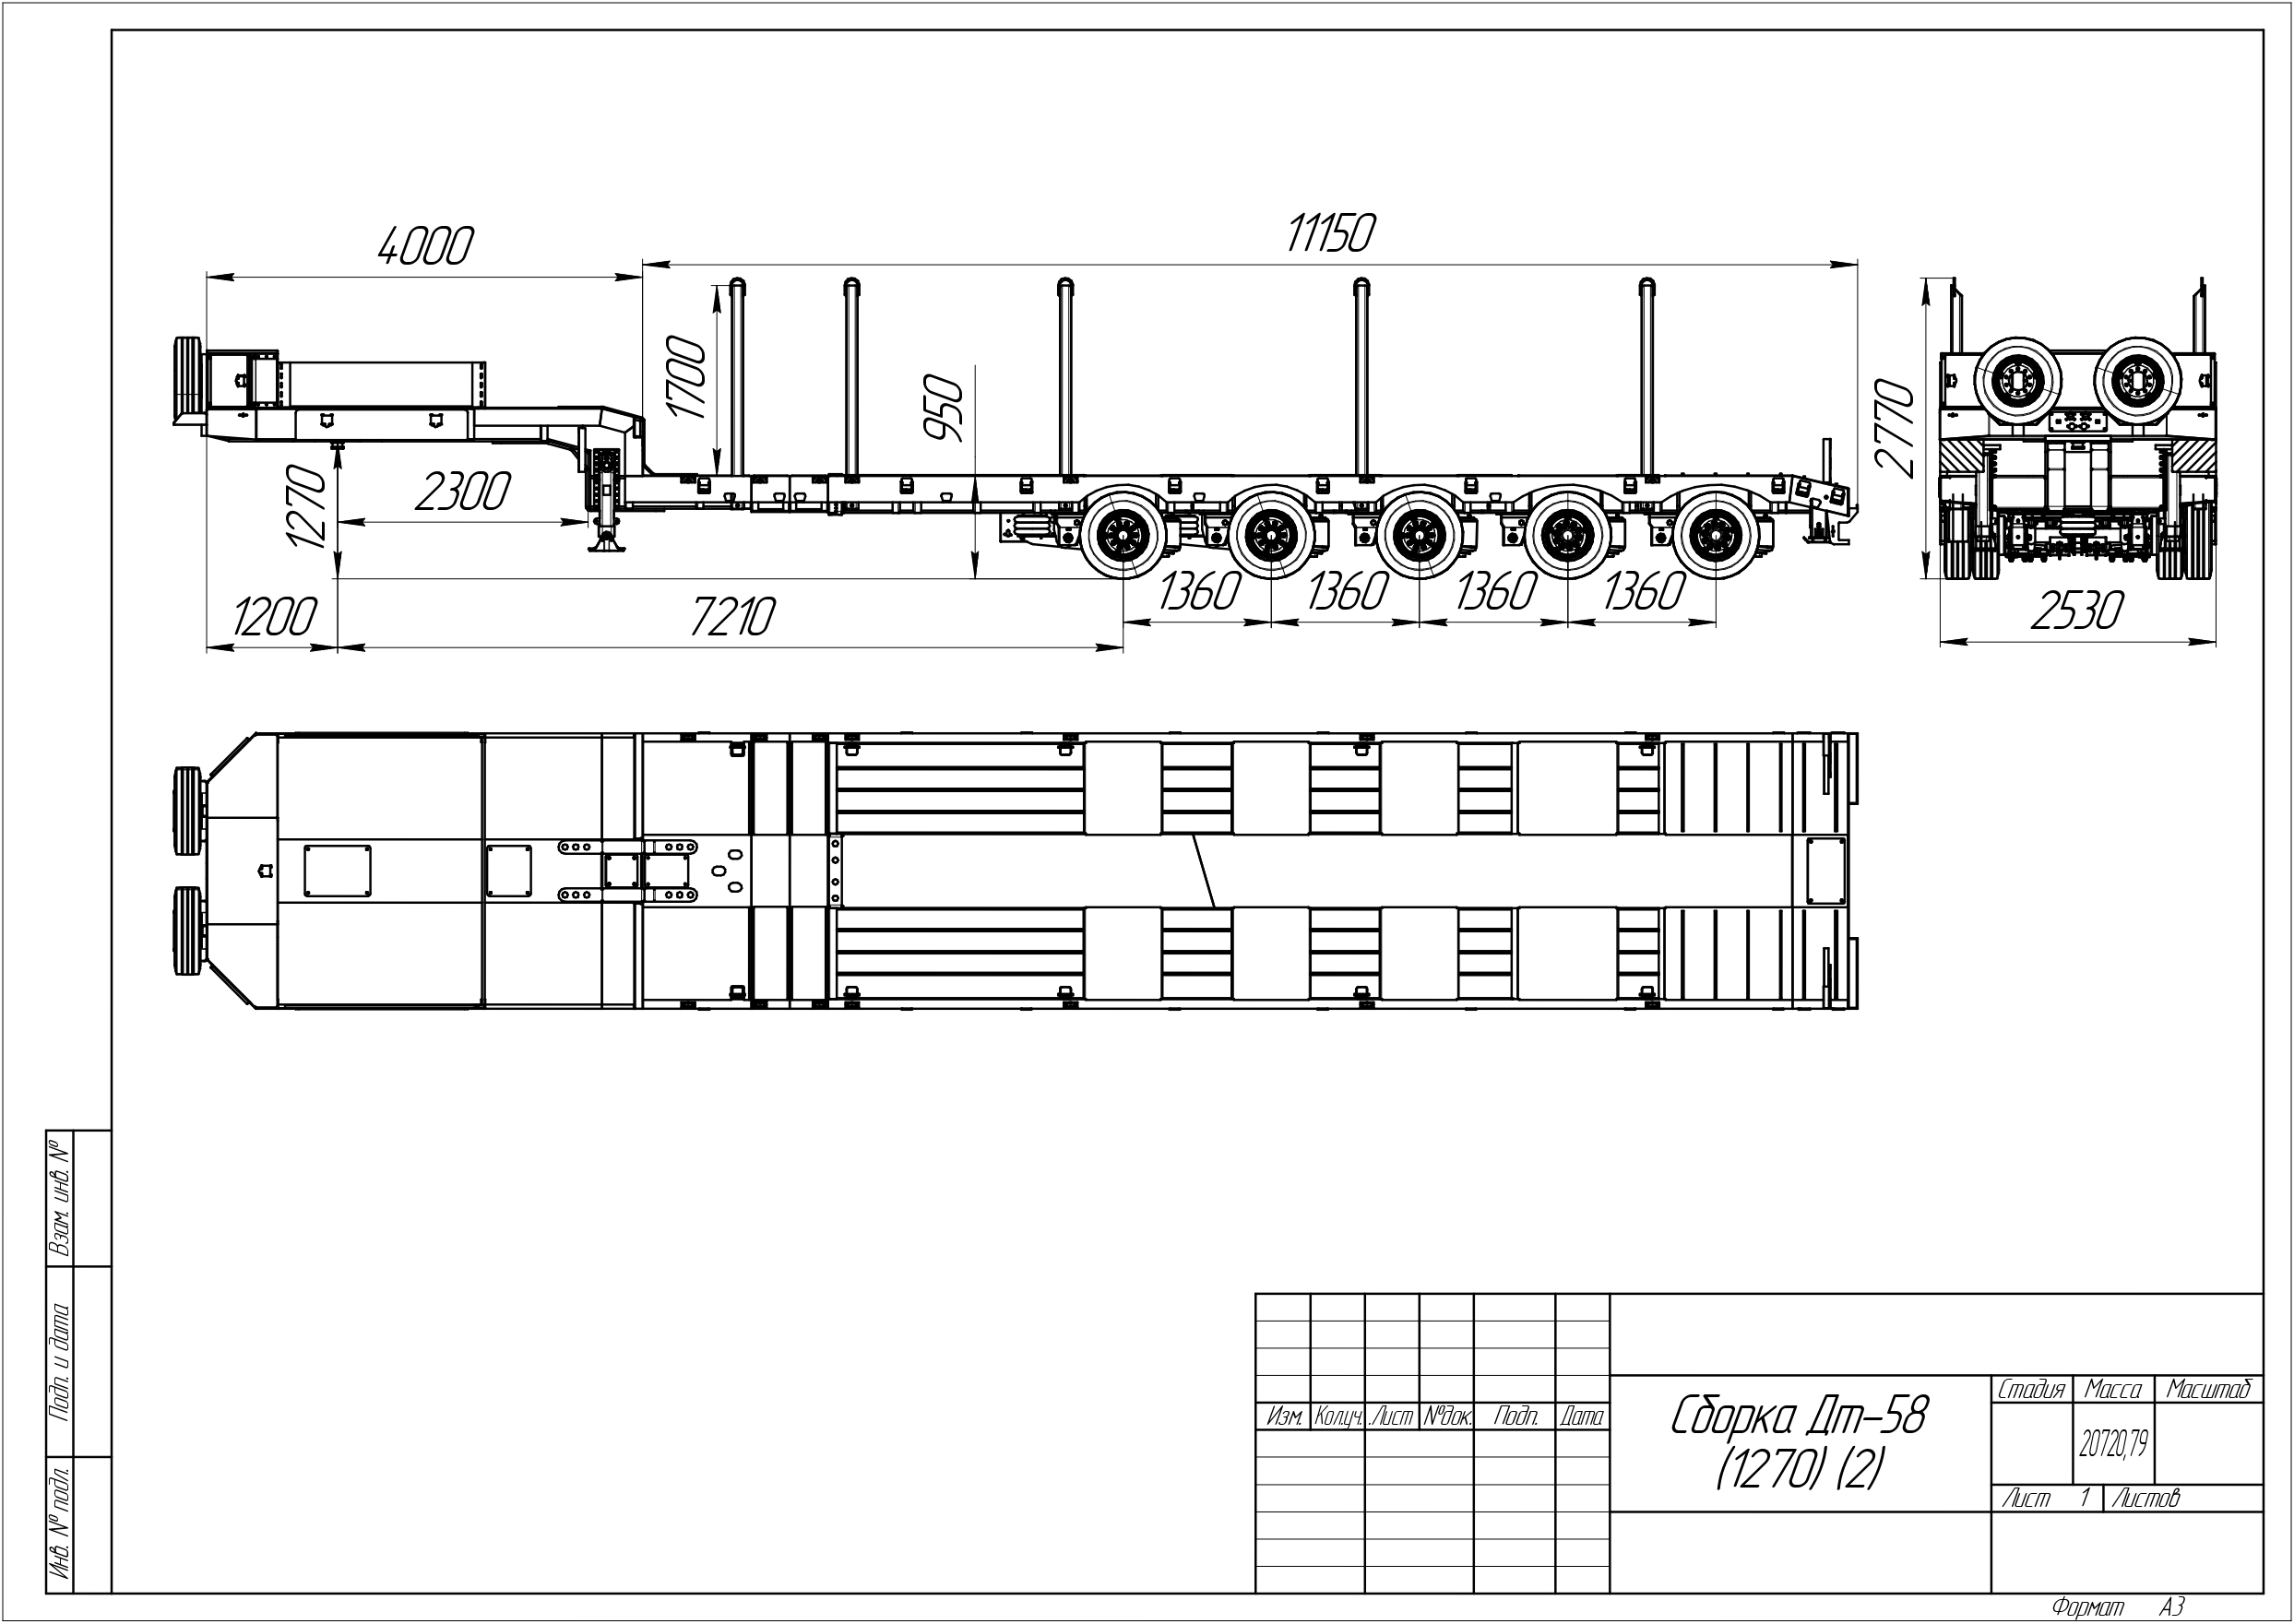 4000
11150
1700
950
2770
1270
2300
1360
1360
1360
1360
1200
7210
2530
Взам. инв. №
Подп. и дата
Инв. № подл.
Изм.
Кол.уч.
Лист
№док.
Подп.
Дата
Сборка Дт-58
(1270) (2)
Стадия
Масса
Масштаб
20720,79
Лист 1
Листов
Формат А3